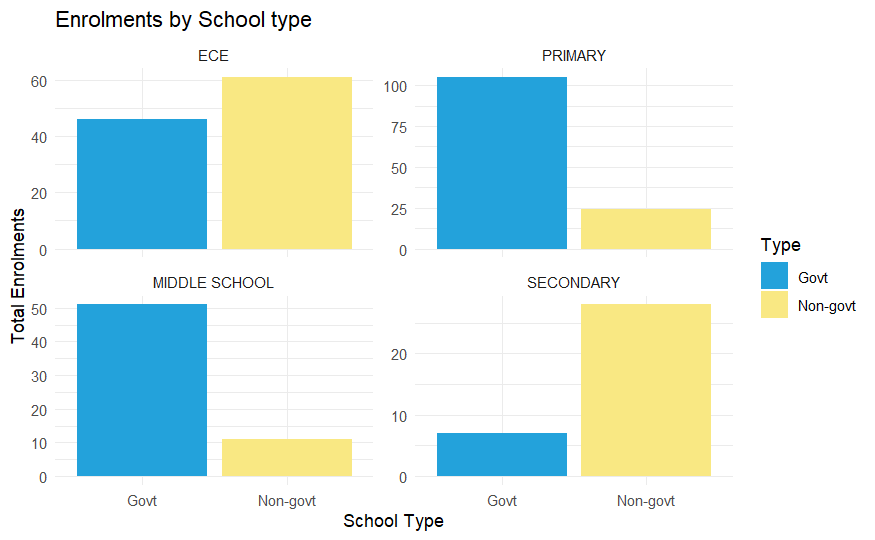 Enrolments by School type
ECE
PRIMARY
60
40
20
0
100
75
50
25
0
MIDDLE SCHOOL
SECONDARY
50
40
30
20
10
0
20
10
0
Govt
Non-govt
Govt
Non-govt
School Type
Total Enrolments
Type
Govt
Non-govt